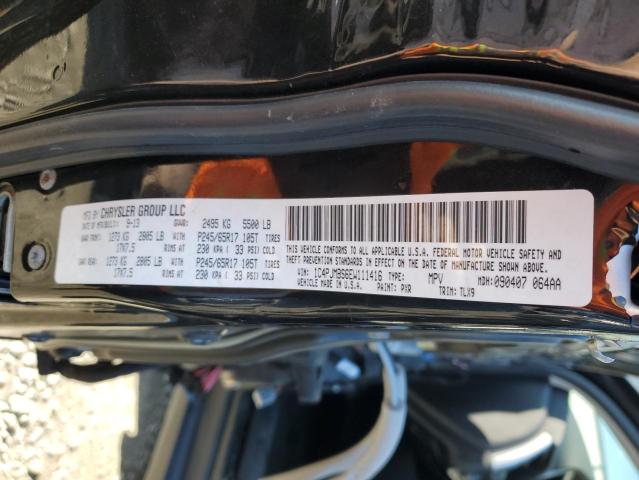 MFD BY CHRYSLER GROUP LLC
DATE OF MFR/BUILT: 9-13 GVWR: 2495 KG 5500 LB
GAWR FRONT: 1273 KG 2805 LB WITH P245/65R17 105T TIRES
17X7.5 RIMS AT 230 KPA ( 33 PSI) COLD
GAWR REAR: 1273 KG 2805 LB WITH P245/65R17 105T TIRES
17X7.5 RIMS AT 230 KPA ( 33 PSI) COLD
THIS VEHICLE CONFORMS TO ALL APPLICABLE U.S.A. FEDERAL MOTOR VEHICLE SAFETY AND
THEFT PREVENTION STANDARDS IN EFFECT ON THE DATE OF MANUFACTURE SHOWN ABOVE.
VIN: 1C4PJMBS6EW111416 TYPE: MPV MDH:090407 064AA
VEHICLE MADE IN U.S.A. PAINT: PXR TRIM: TLX9